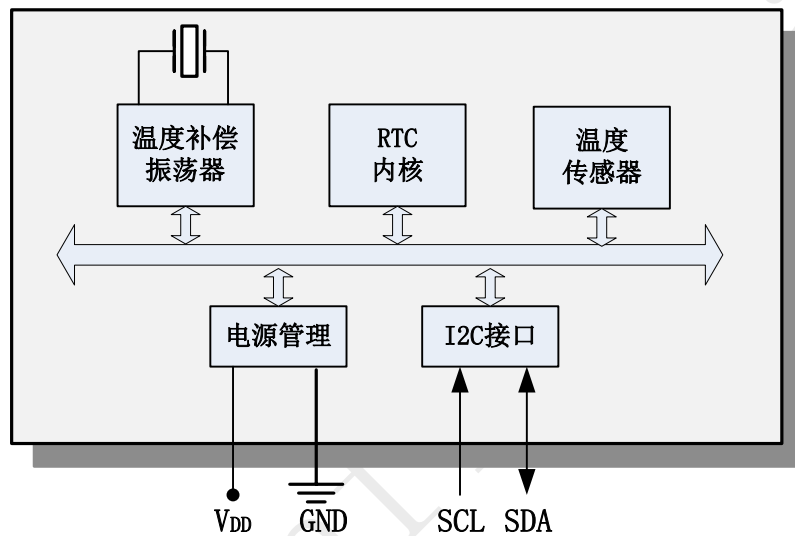 温度补偿
振荡器
RTC
内核
温度
传感器
电源管理
I2C接口
VDD GND SCL SDA